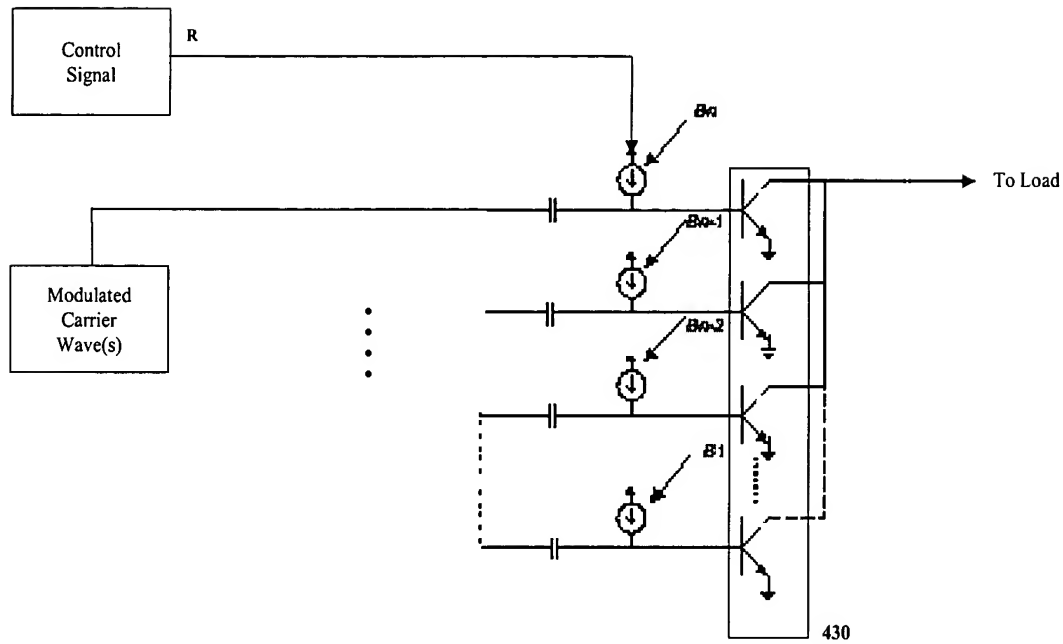 Control
Signal
R
Bn
To Load
Bn-1
Modulated
Carrier
Wave(s)
Bn-2
B1
430